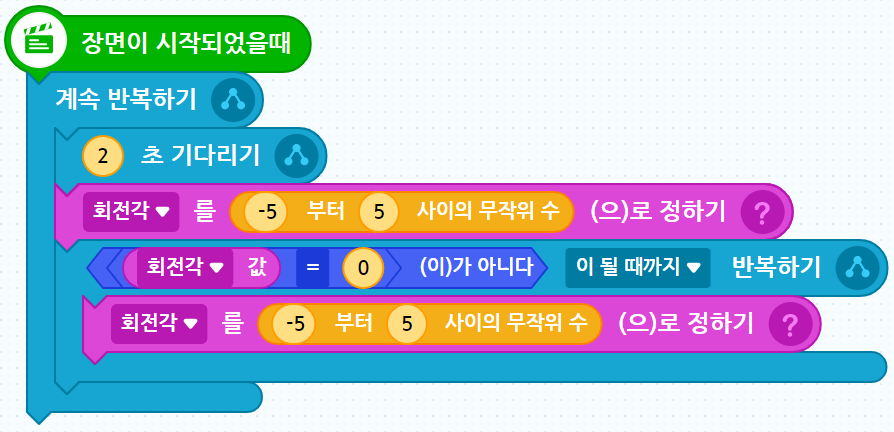 장면이 시작되었을때
계속 반복하기
2 초 기다리기
회전각 를 -5 부터 5 사이의 무작위 수 (으)로 정하기 ?
회전각 값 = 0 (이)가 아니다 이 될 때까지 반복하기
회전각 를 -5 부터 5 사이의 무작위 수 (으)로 정하기 ?